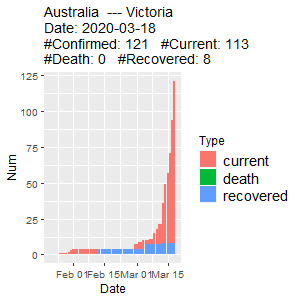 Australia --- Victoria
Date: 2020-03-18
#Confirmed: 121 #Current: 113
#Death: 0 #Recovered: 8
125
100
75
50
25
0
Num
Feb 01 Feb 15 Mar 01 Mar 15
Date
Type
current
death
recovered